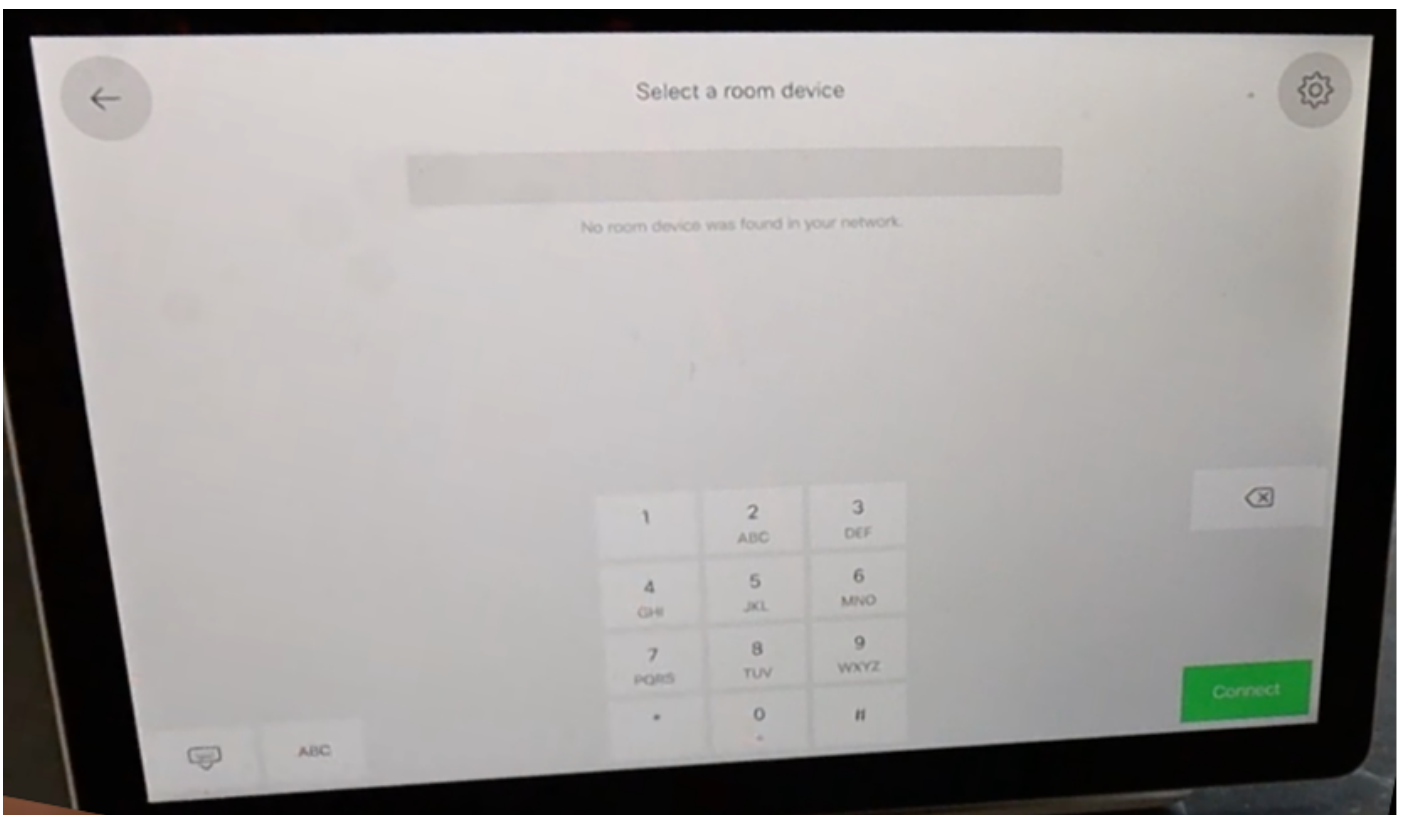 Select a room device
No room device was found in your network.
1
2
ABC
3
DEF
4
GHI
5
JKL
6
MNO
7
PQRS
8
TUV
9
WXYZ
*
0
+
#
Connect
ABC